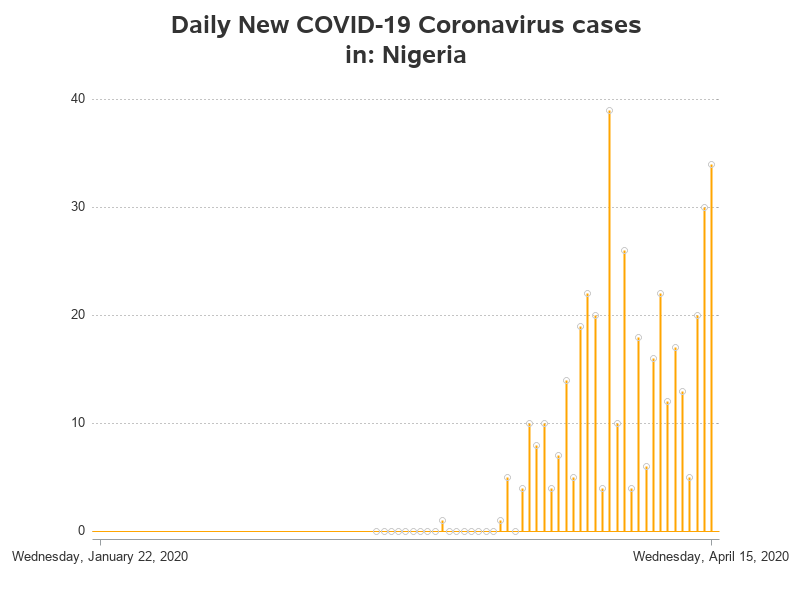 Daily New COVID-19 Coronavirus cases
in: Nigeria
40
30
20
10
0
Wednesday, January 22, 2020
Wednesday, April 15, 2020